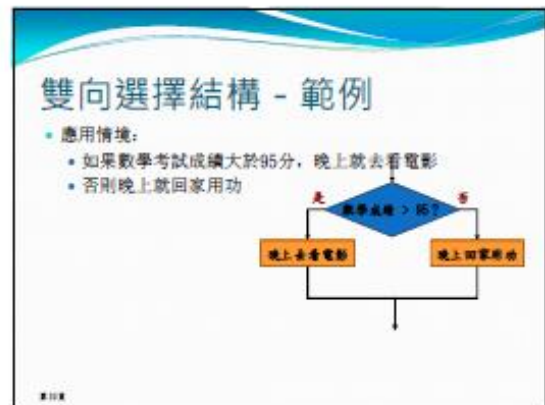 雙向選擇結構 - 範例
應用情境：
如果數學考試成績大於95分，晚上就去看電影
否則晚上就回家用功
是
數學成績 > 95?
否
晚上去看電影
晚上回家用功